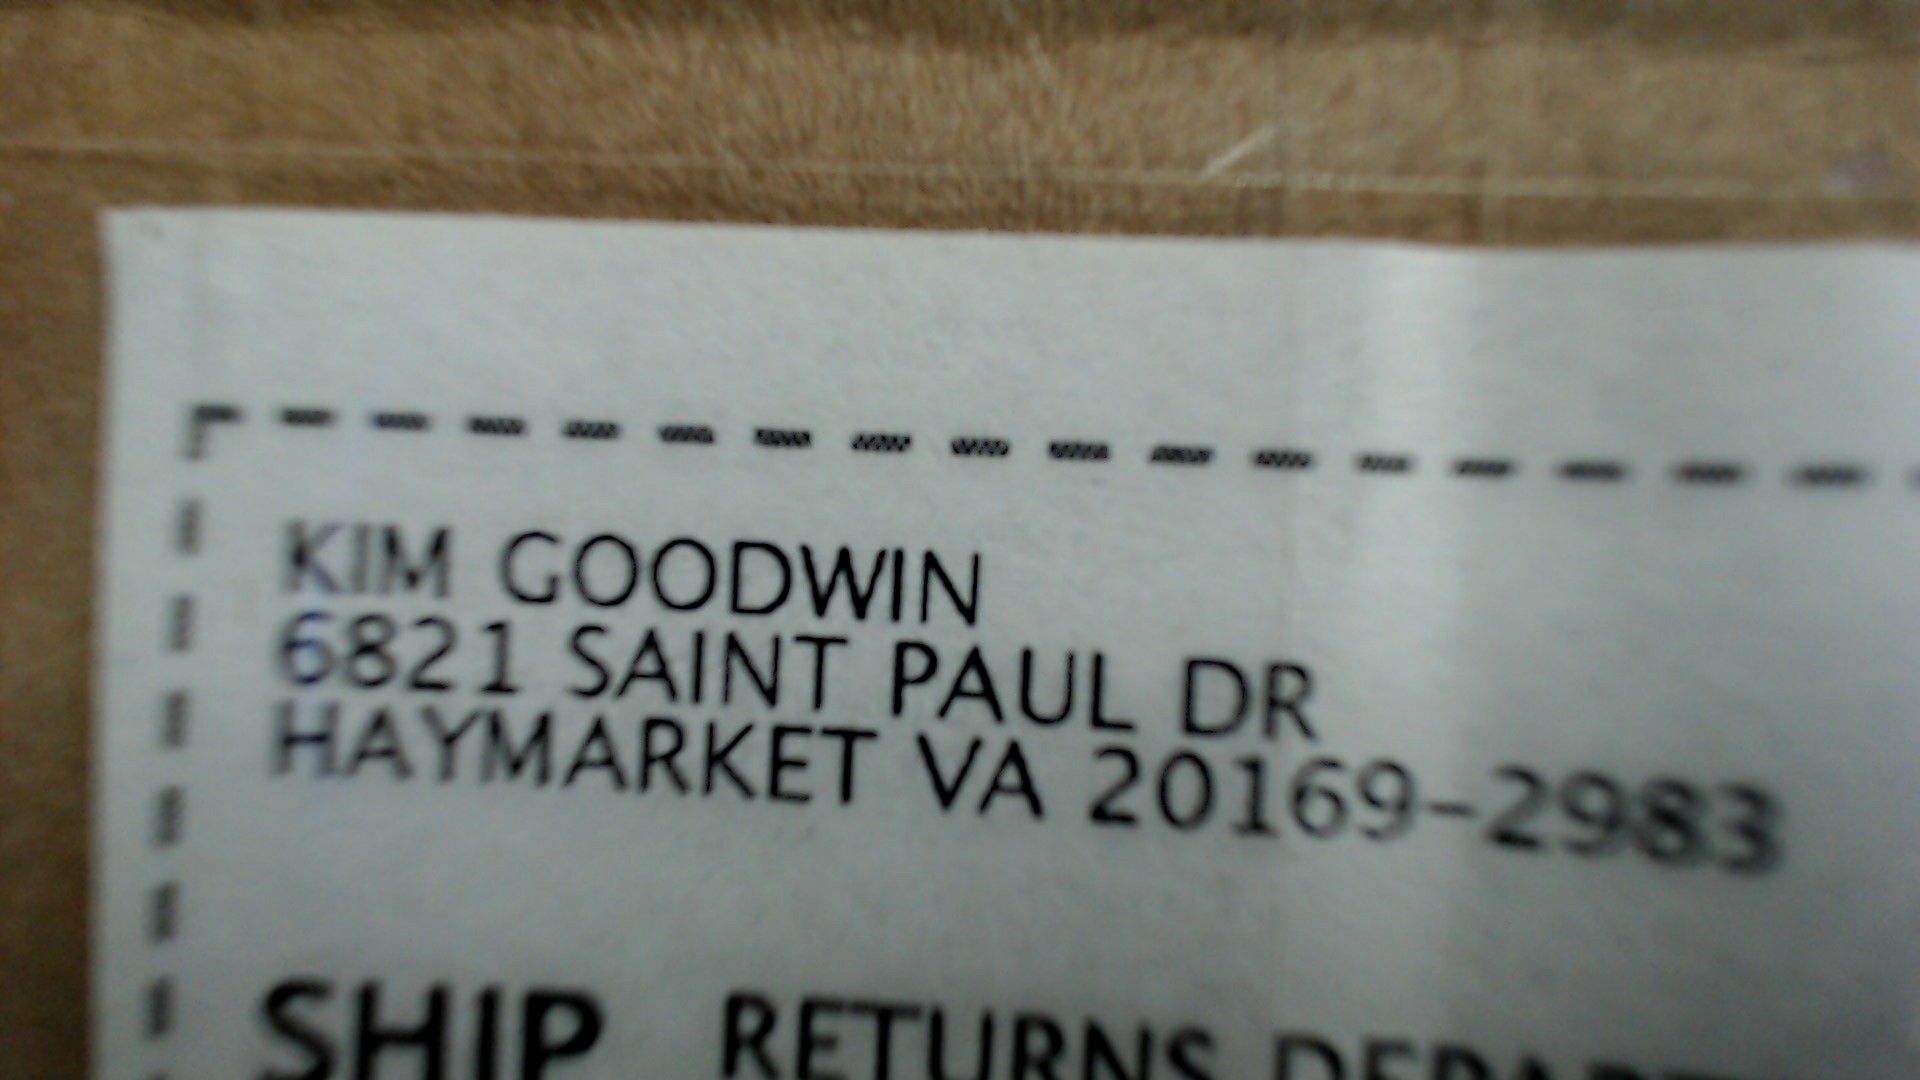 KIM GOODWIN
6821 SAINT PAUL DR
HAYMARKET VA 20169-2983
SHIP RETURNS